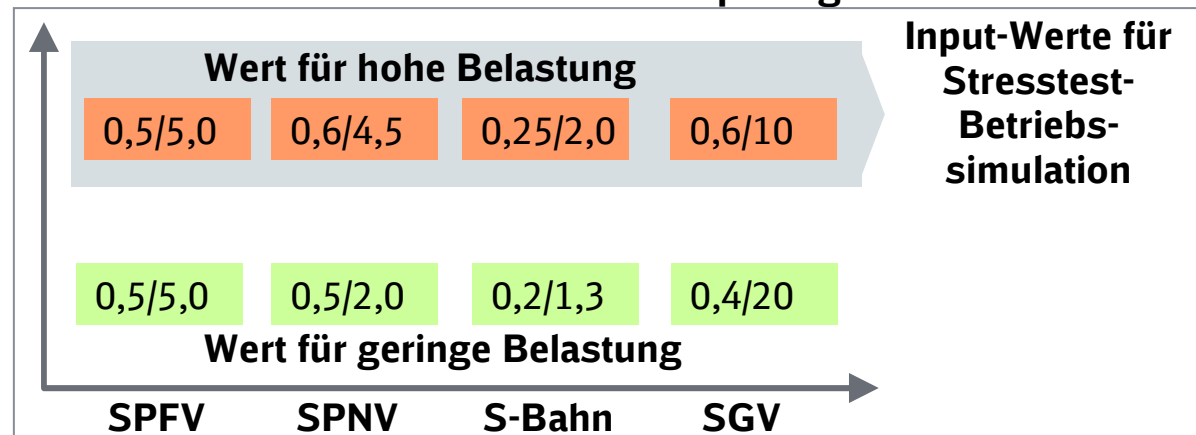 Wert für hohe Belastung
0,5/5,0 0,6/4,5 0,25/2,0 0,6/10
Input-Werte für
Stresstest-
Betriebs-
simulation
0,5/5,0 0,5/2,0 0,2/1,3 0,4/20
Wert für geringe Belastung
SPFV SPNV S-Bahn SGV